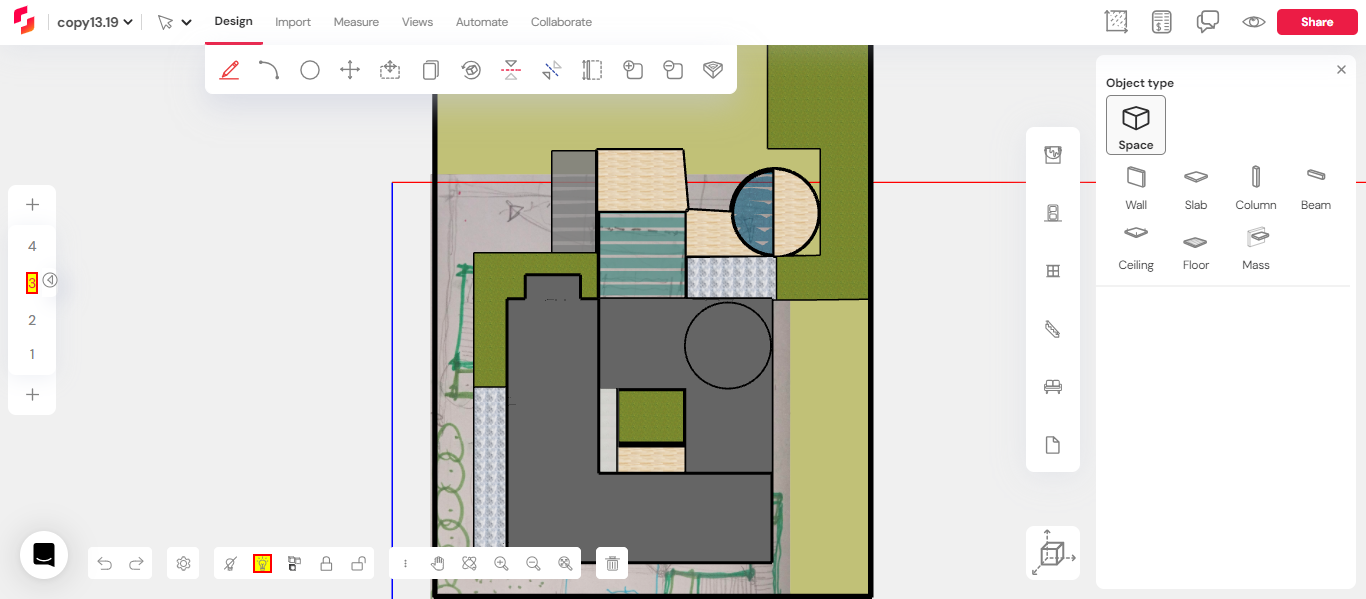 copy13.19
Design
Import
Measure
Views
Automate
Collaborate
Share
Object type
Space
Wall
Slab
Column
Beam
Ceiling
Floor
Mass
4
3
2
1